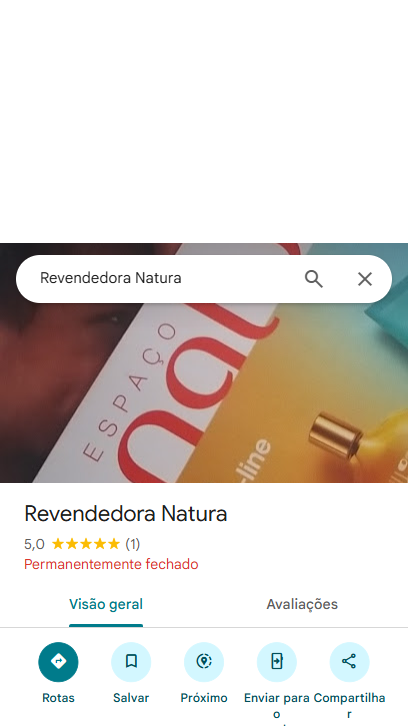 Revendedora Natura
ESPAÇO
nat
-line
Revendedora Natura
5,0 (1)
Permanentemente fechado
Visão geral
Avaliações
Rotas
Salvar
Próximo
Enviar para o
Compartilhar